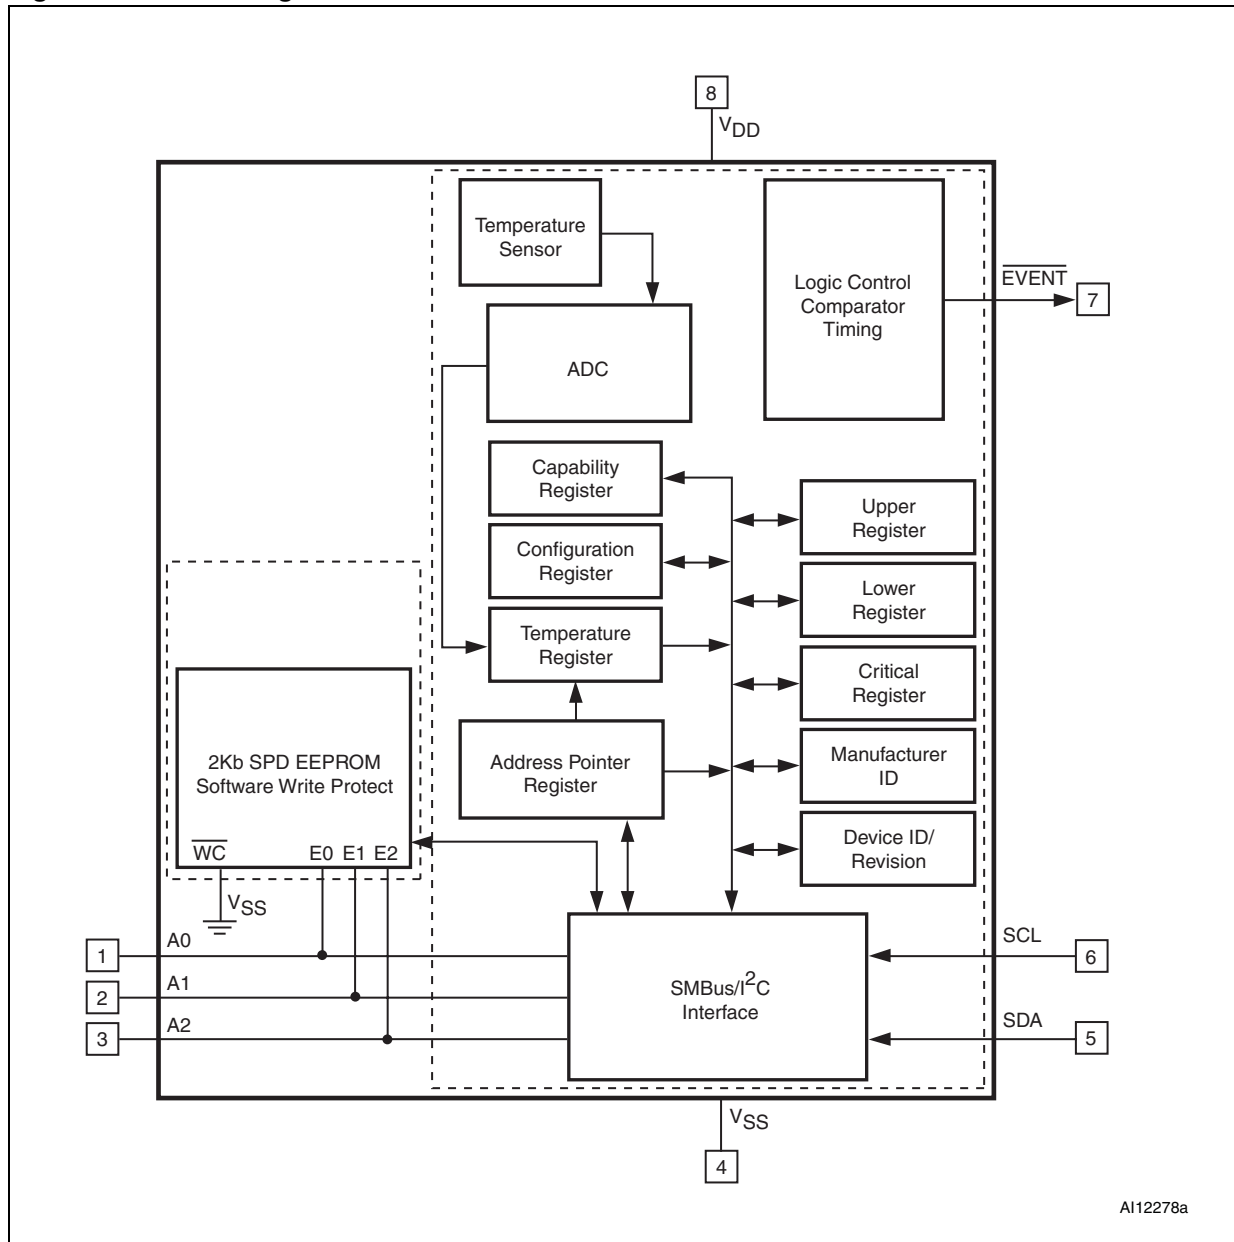 8
VDD
Temperature
Sensor
Logic Control
Comparator
Timing
EVENT
7
ADC
Capability
Register
Upper
Register
Configuration
Register
Lower
Register
Temperature
Register
Critical
Register
2Kb SPD EEPROM
Software Write Protect
Address Pointer
Register
Manufacturer
ID
Device ID/
Revision
WC
E0 E1 E2
VSS
1
A0
2
A1
3
A2
SMBus/I2C
Interface
SCL
6
SDA
5
VSS
4
AI12278a